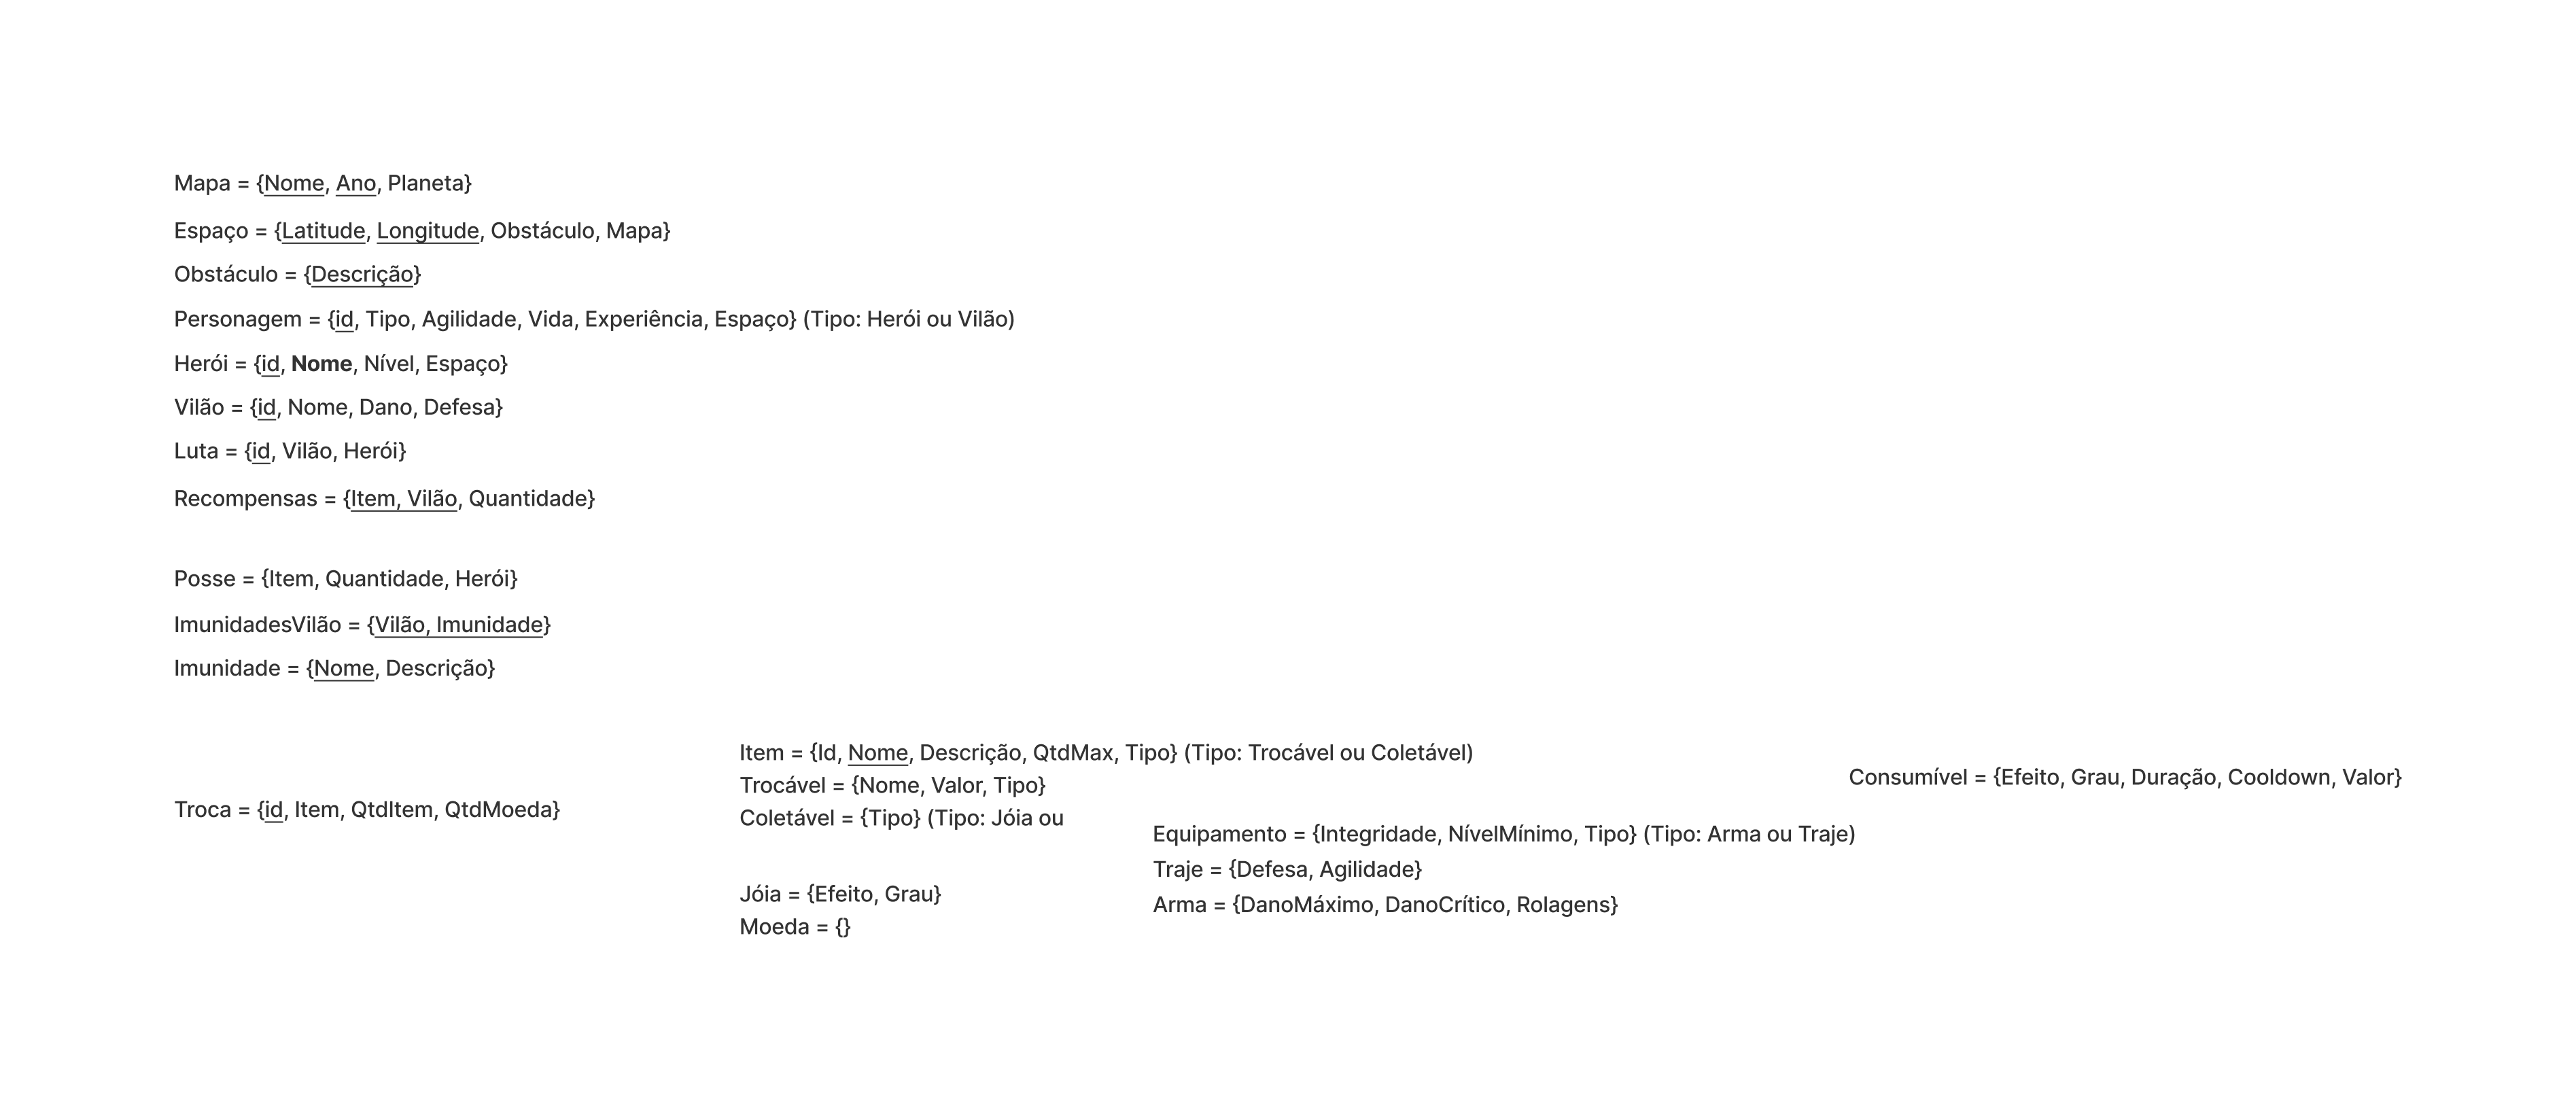 Mapa = {Nome, Ano, Planeta}
Espaço = {Latitude, Longitude, Obstáculo, Mapa}
Obstáculo = {Descrição}
Personagem = {id, Tipo, Agilidade, Vida, Experiência, Espaço} (Tipo: Herói ou Vilão)
Herói = {id, Nome, Nível, Espaço}
Vilão = {id, Nome, Dano, Defesa}
Luta = {id, Vilão, Herói}
Recompensas = {Item, Vilão, Quantidade}
Posse = {Item, Quantidade, Herói}
ImunidadesVilão = {Vilão, Imunidade}
Imunidade = {Nome, Descrição}
Troca = {id, Item, QtdItem, QtdMoeda}
Item = {Id, Nome, Descrição, QtdMax, Tipo} (Tipo: Trocável ou Coletável)
Trocável = {Nome, Valor, Tipo}
Coletável = {Tipo} (Tipo: Jóia ou
Jóia = {Efeito, Grau}
Moeda = {}
Equipamento = {Integridade, NívelMínimo, Tipo} (Tipo: Arma ou Traje)
Traje = {Defesa, Agilidade}
Arma = {DanoMáximo, DanoCrítico, Rolagens}
Consumível = {Efeito, Grau, Duração, Cooldown, Valor}